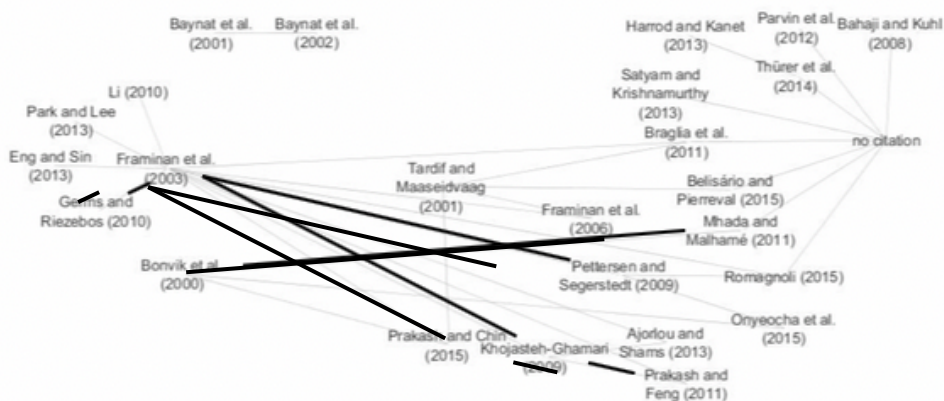 Baynat et al.
(2001)
Baynat et al.
(2002)
Harrod and Kanet
(2013)
Parvin et al.
(2012)
Bahaji and Kuhl
(2008)
Li (2010)
Satyam and
Krishnamurthy
(2013)
Thürer et al.
(2014)
Park and Lee
(2013)
Braglia et al.
(2011)
no citation
Eng and Sin
(2013)
Framinan et al.
(2003)
Tardif and
Maaseidvaag
(2001)
Belisário and
Pierreval (2015)
Germs and
Riezebos (2010)
Framinan et al.
(2006)
Mhada and
Malhamé (2011)
Bonvik et al.
(2000)
Pettersen and
Segerstedt (2009)
Romagnoli (2015)
Onyeocha et al.
(2015)
Prakash and Chin
(2015)
Khojasteh-Ghamari
(2009)
Ajorlou and
Shams (2013)
Prakash and
Feng (2011)